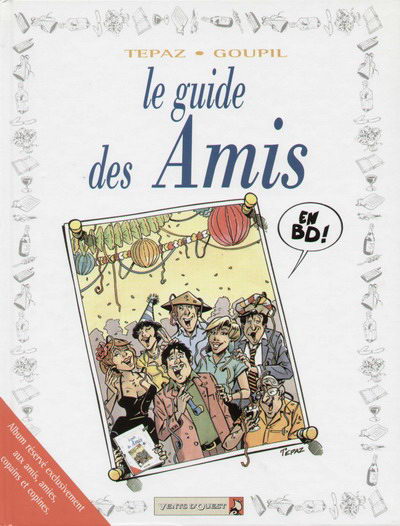 TEPAZ • GOUPIL
le guide
des Amis
EN
BD!
TEPAZ
Album réservé exclusivement
aux amis, amies,
copains et copines.
VENTS D'OUEST